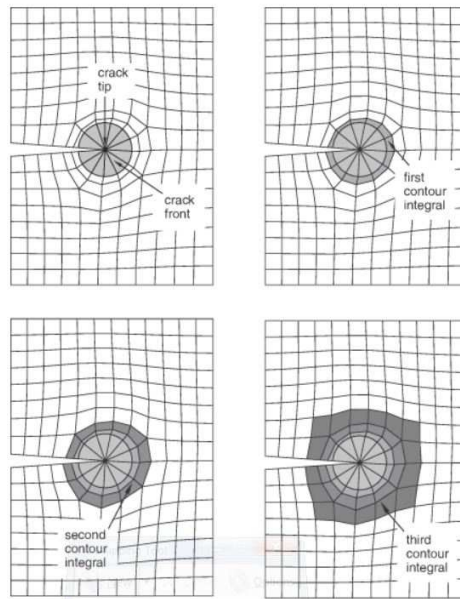 crack
tip
crack
front
first
contour
integral
second
contour
integral
third
contour
integral